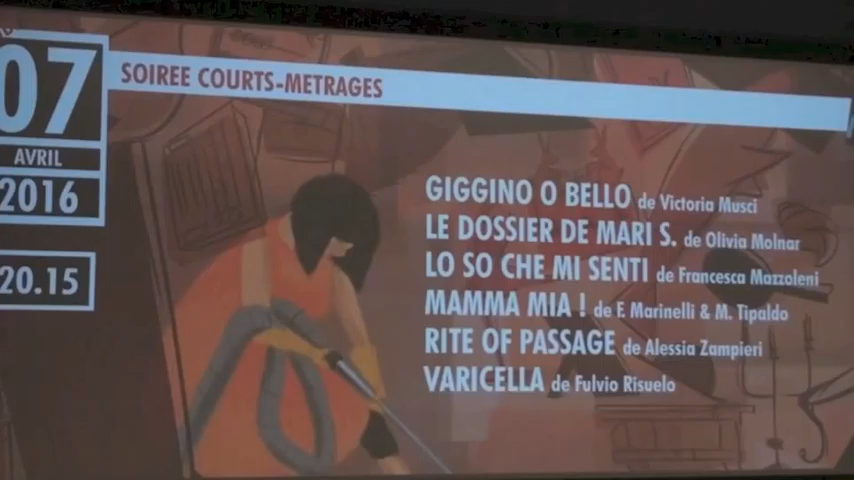 07
AVRIL
2016
20.15
SOIREE COURTS-METRAGES
GIGGINO O BELLO de Victoria Musci
LE DOSSIER DE MARI S. de Olivia Molnar
LO SO CHE MI SENTI de Francesca Mazzoleni
MAMMA MIA ! de F. Marinelli & M. Tipaldo
RITE OF PASSAGE de Alessia Zampieri
VARICELLA de Fulvio Risuelo